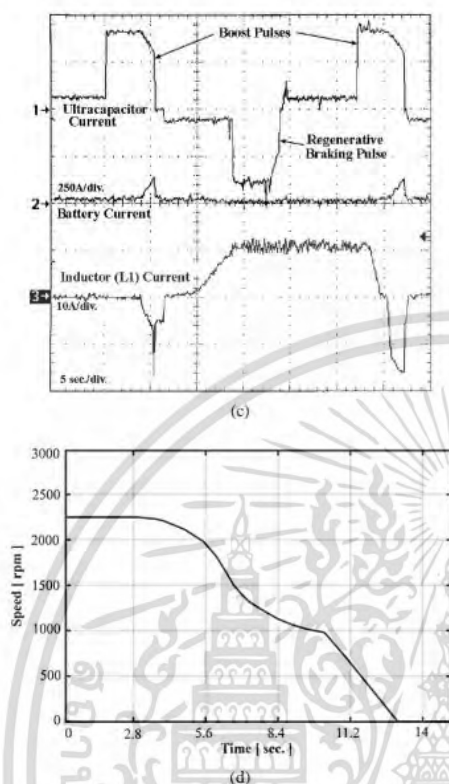 Boost Pulses
1
Ultracapacitor
Current
Regenerative
Braking Pulse
250A/div.
2
Battery Current
Inductor (L1) Current
3
10A/div.
5 sec./div.
(c)
3000
2500
2000
1500
1000
500
0
Speed [ rpm ]
0 2.8 5.6 8.4 11.2 14
Time [ sec. ]
(d)